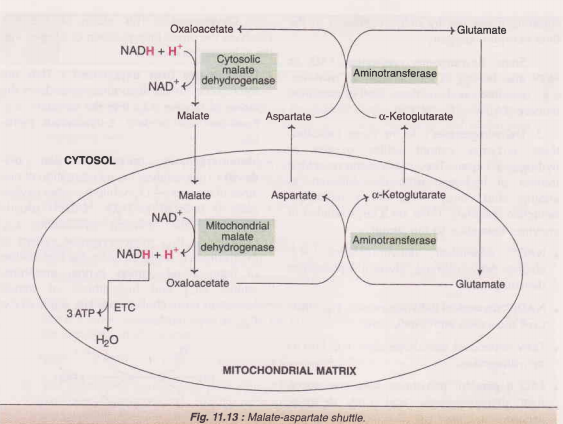 Oxaloacetate
Glutamate
NADH + H⁺
Cytosolic
malate
dehydrogenase
Aminotransferase
NAD⁺
Malate
Aspartate
α-Ketoglutarate
CYTOSOL
Malate
Aspartate
α-Ketoglutarate
NAD⁺
Mitochondrial
malate
dehydrogenase
Aminotransferase
NADH + H⁺
Oxaloacetate
Glutamate
3 ATP
ETC
H₂O
MITOCHONDRIAL MATRIX
Fig. 11.13 : Malate-aspartate shuttle.